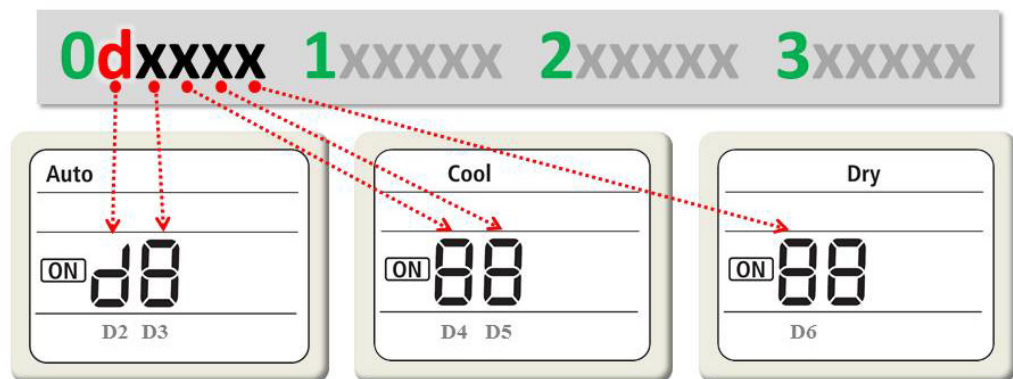 0dxxxx 1xxxxx 2xxxxx 3xxxxx
Auto
ON d8
D2 D3
Cool
ON 88
D4 D5
Dry
ON 88
D6